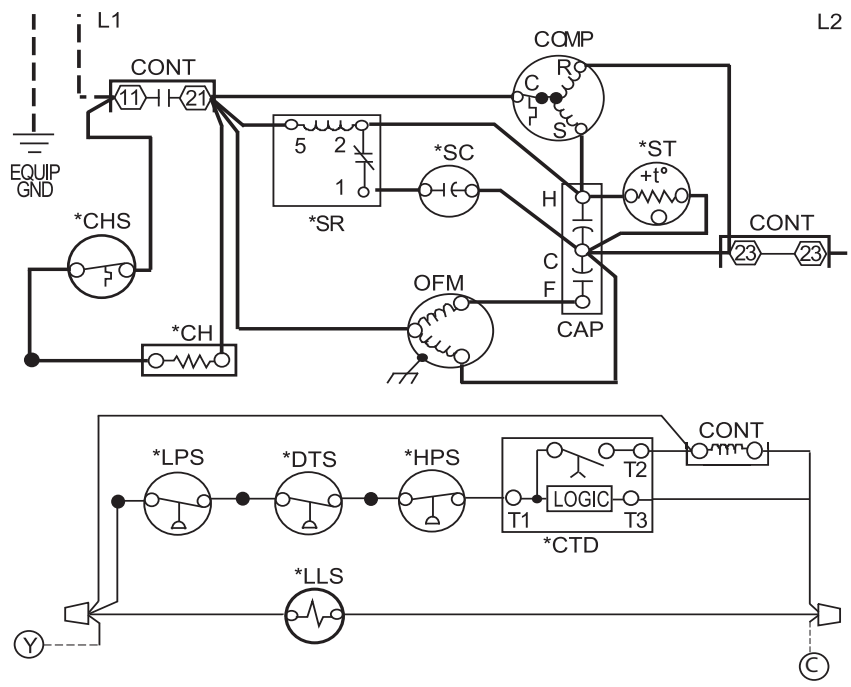 L1
L2
CONT
11
21
COMP
R
C
S
EQUIP
GND
5
2
1
*SR
*SC
*ST
+t°
H
C
F
CAP
CONT
23
23
*CHS
*CH
OFM
*LPS
*DTS
*HPS
CONT
T2
LOGIC
T1
T3
*CTD
*LLS
Y
C